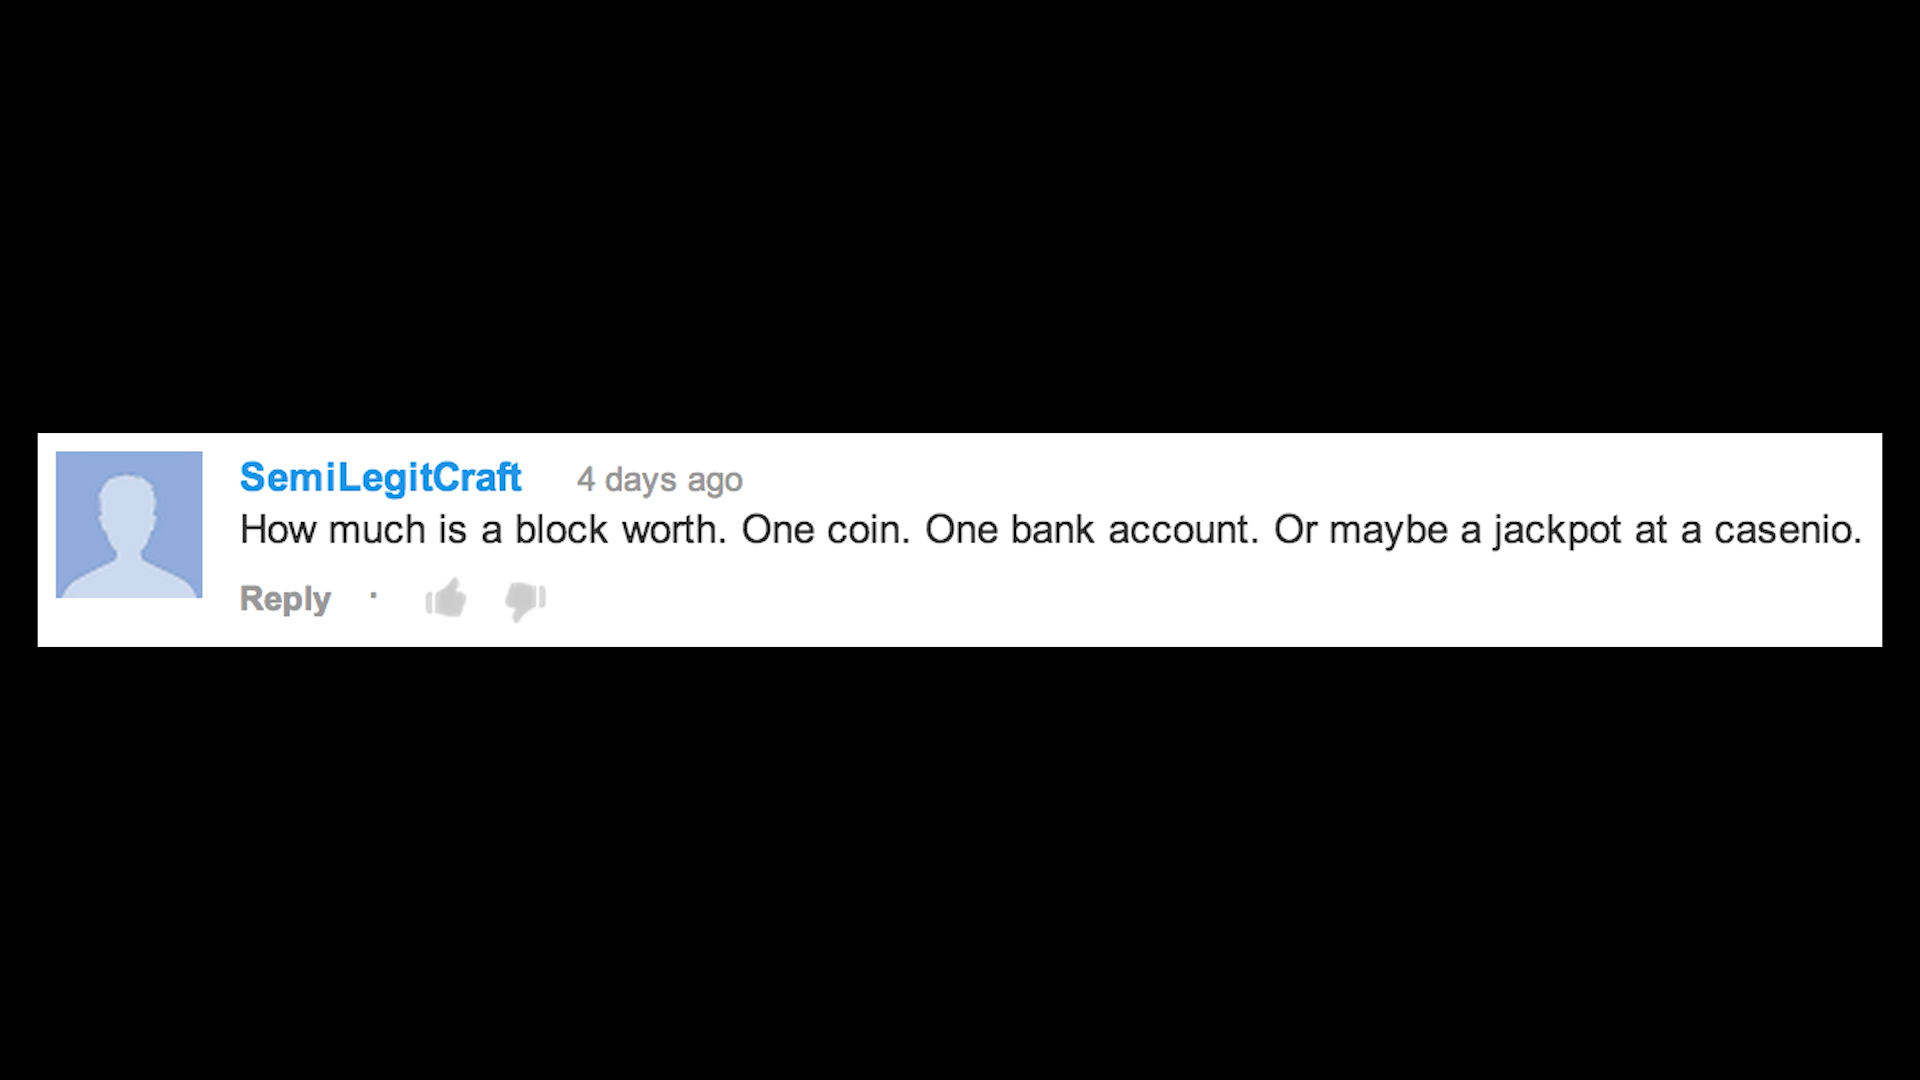 SemiLegitCraft 4 days ago
How much is a block worth. One coin. One bank account. Or maybe a jackpot at a casenio.
Reply ·